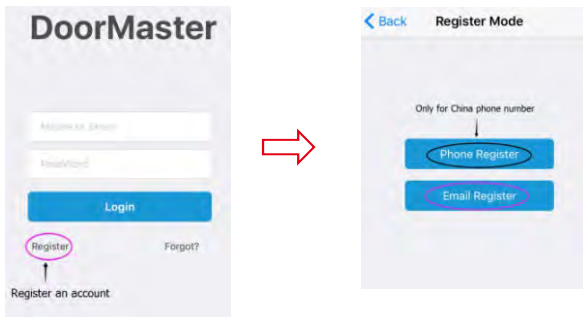 DoorMaster
Password
Login
Register
Forgot?
Register an account
Back
Register Mode
Only for China phone number
Phone Register
Email Register